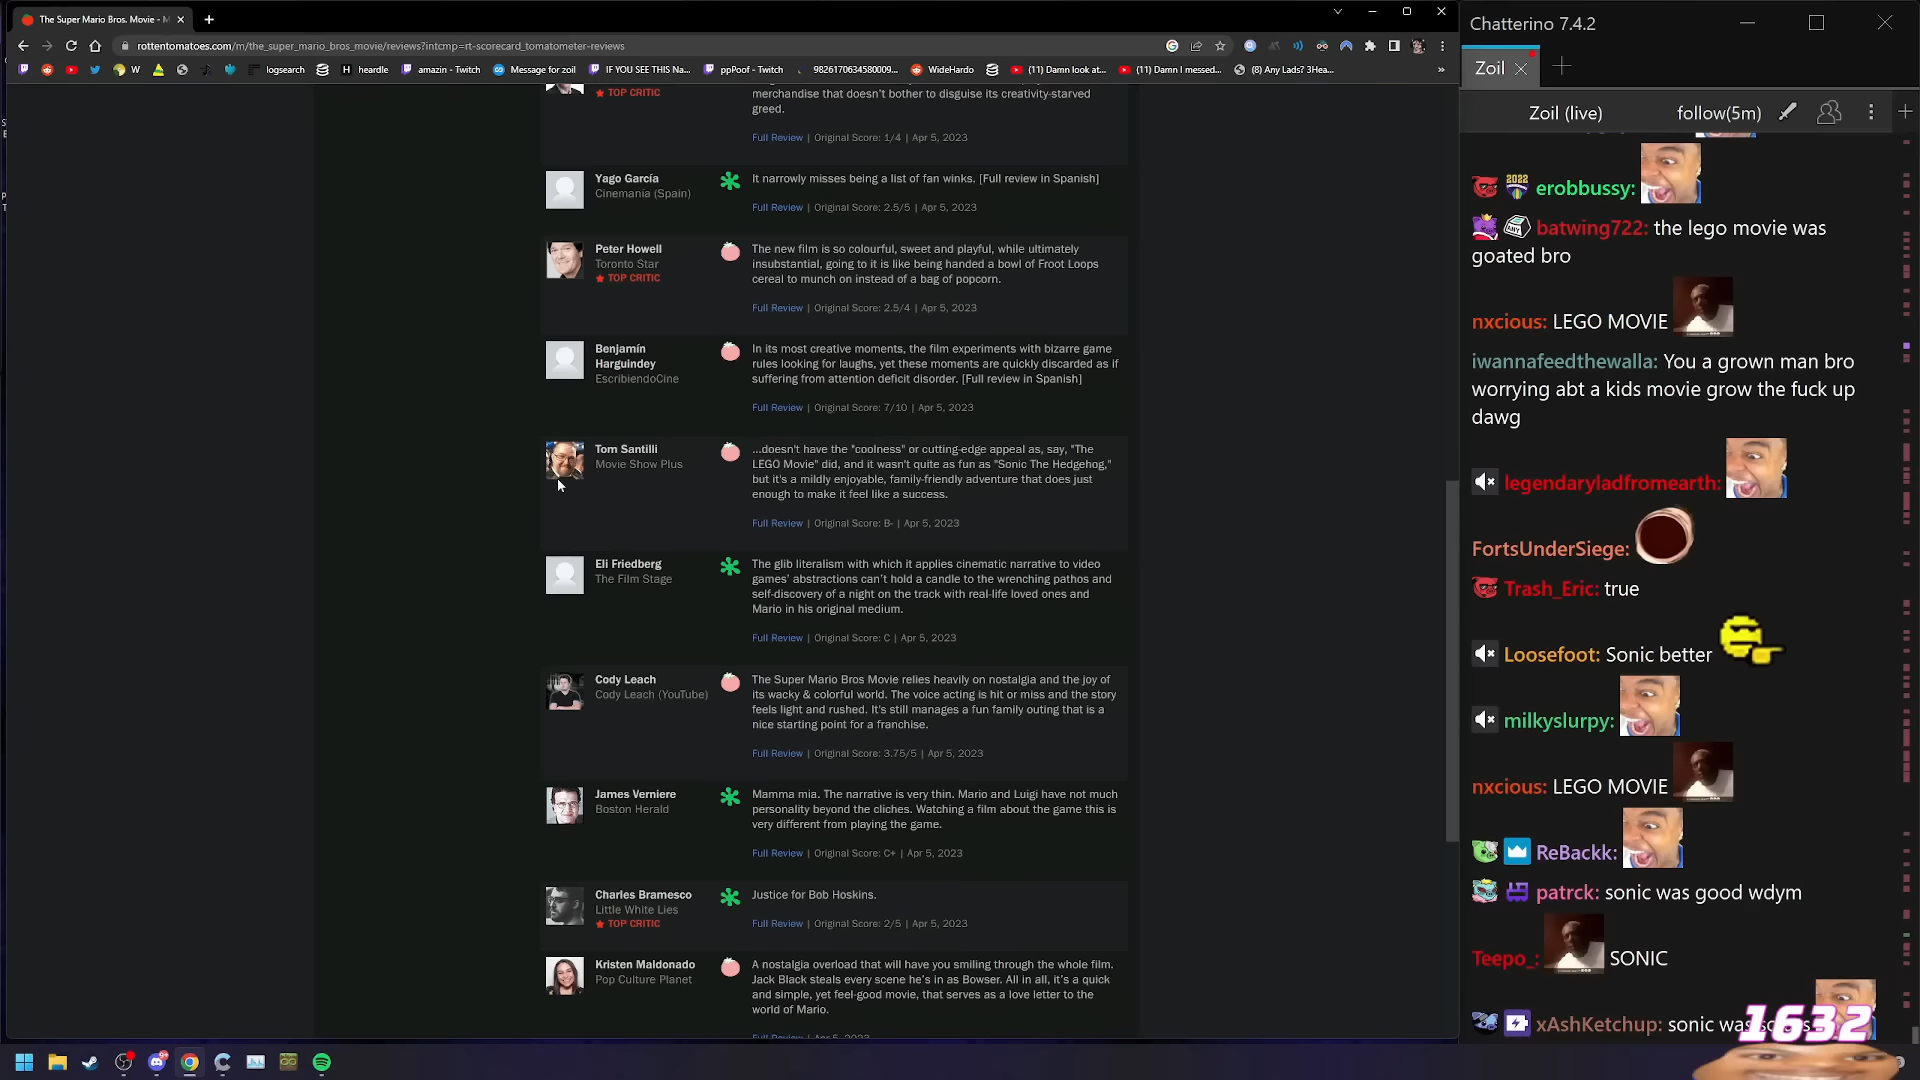 The Super Mario Bros. Movie - M
rottentomatoes.com/m/the_super_mario_bros_movie/reviews?intcmp=rt-scorecard_tomatometer-reviews
W
logsearch
H heardle
amazin - Twitch
Message for zoil
IF YOU SEE THIS Na...
ppPoof - Twitch
9826170634580009...
WideHardo
(11) Damn look at...
(11) Damn I messed...
(8) Any Lads? 3Hea...
»
★ TOP CRITIC
merchandise that doesn't bother to disguise its creativity-starved
greed.
Full Review | Original Score: 1/4 | Apr 5, 2023
Yago García
Cinemanía (Spain)
It narrowly misses being a list of fan winks. [Full review in Spanish]
Full Review | Original Score: 2.5/5 | Apr 5, 2023
Peter Howell
Toronto Star
★ TOP CRITIC
The new film is so colourful, sweet and playful, while ultimately
insubstantial, going to it is like being handed a bowl of Froot Loops
cereal to munch on instead of a bag of popcorn.
Full Review | Original Score: 2.5/4 | Apr 5, 2023
Benjamín
Harguindey
EscribiendoCine
In its most creative moments, the film experiments with bizarre game
rules looking for laughs, yet these moments are quickly discarded as if
suffering from attention deficit disorder. [Full review in Spanish]
Full Review | Original Score: 7/10 | Apr 5, 2023
Tom Santilli
Movie Show Plus
...doesn't have the "coolness" or cutting-edge appeal as, say, "The
LEGO Movie" did, and it wasn't quite as fun as "Sonic The Hedgehog,"
but it's a mildly enjoyable, family-friendly adventure that does just
enough to make it feel like a success.
Full Review | Original Score: B- | Apr 5, 2023
Eli Friedberg
The Film Stage
The glib literalism with which it applies cinematic narrative to video
games' abstractions can't hold a candle to the wrenching pathos and
self-discovery of a night on the track with real-life loved ones and
Mario in his original medium.
Full Review | Original Score: C | Apr 5, 2023
Cody Leach
Cody Leach (YouTube)
The Super Mario Bros Movie relies heavily on nostalgia and the joy of
its wacky & colorful world. The voice acting is hit or miss and the story
feels light and rushed. It's still manages a fun family outing that is a
nice starting point for a franchise.
Full Review | Original Score: 3.75/5 | Apr 5, 2023
James Verniere
Boston Herald
Mamma mia. The narrative is very thin. Mario and Luigi have not much
personality beyond the cliches. Watching a film about the game this is
very different from playing the game.
Full Review | Original Score: C+ | Apr 5, 2023
Charles Bramesco
Little White Lies
★ TOP CRITIC
Justice for Bob Hoskins.
Full Review | Original Score: 2/5 | Apr 5, 2023
Kristen Maldonado
Pop Culture Planet
A nostalgia overload that will have you smiling through the whole film.
Jack Black steals every scene he's in as Bowser. All in all, it's a quick
and simple, yet feel-good movie, that serves as a love letter to the
world of Mario.
Full Review | Apr 5, 2023
Chatterino 7.4.2
Zoil
Zoil (live)
follow(5m)
2022 erobbussy:
batwing722: the lego movie was
goated bro
nxcious: LEGO MOVIE
iwannafeedthewalla: You a grown man bro
worrying abt a kids movie grow the fuck up
dawg
legendaryladfromearth:
FortsUnderSiege:
Trash_Eric: true
Loosefoot: Sonic better
milkyslurpy:
nxcious: LEGO MOVIE
ReBackk:
patrck: sonic was good wdym
Teepo_: SONIC
xAshKetchup: sonic was
1632